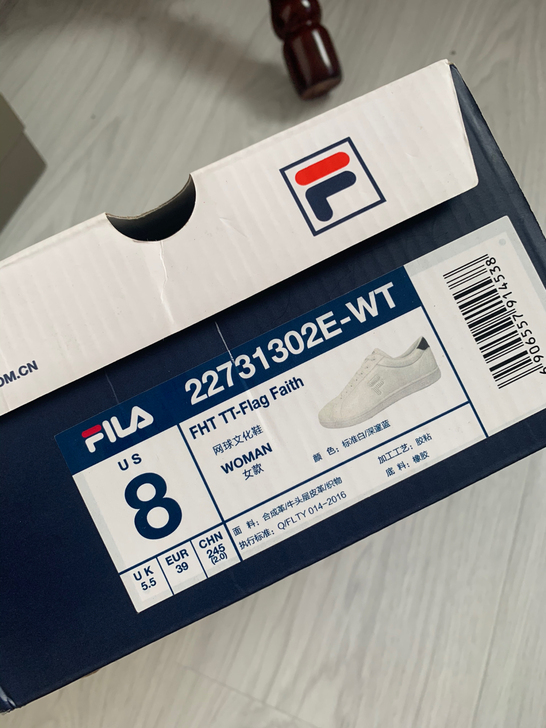 OM.CN
22731302E-WT
FILA
FHT TT-Flag Faith
网球文化鞋
WOMAN
女款
颜 色：标准白/深邃蓝
加工工艺：胶粘
底 料：橡胶
面 料：合成革/牛头层皮革/织物
执行标准：Q/FLTY 014-2016
US
8
UK
5.5
EUR
39
CHN
245
(2.0)
6906557914538